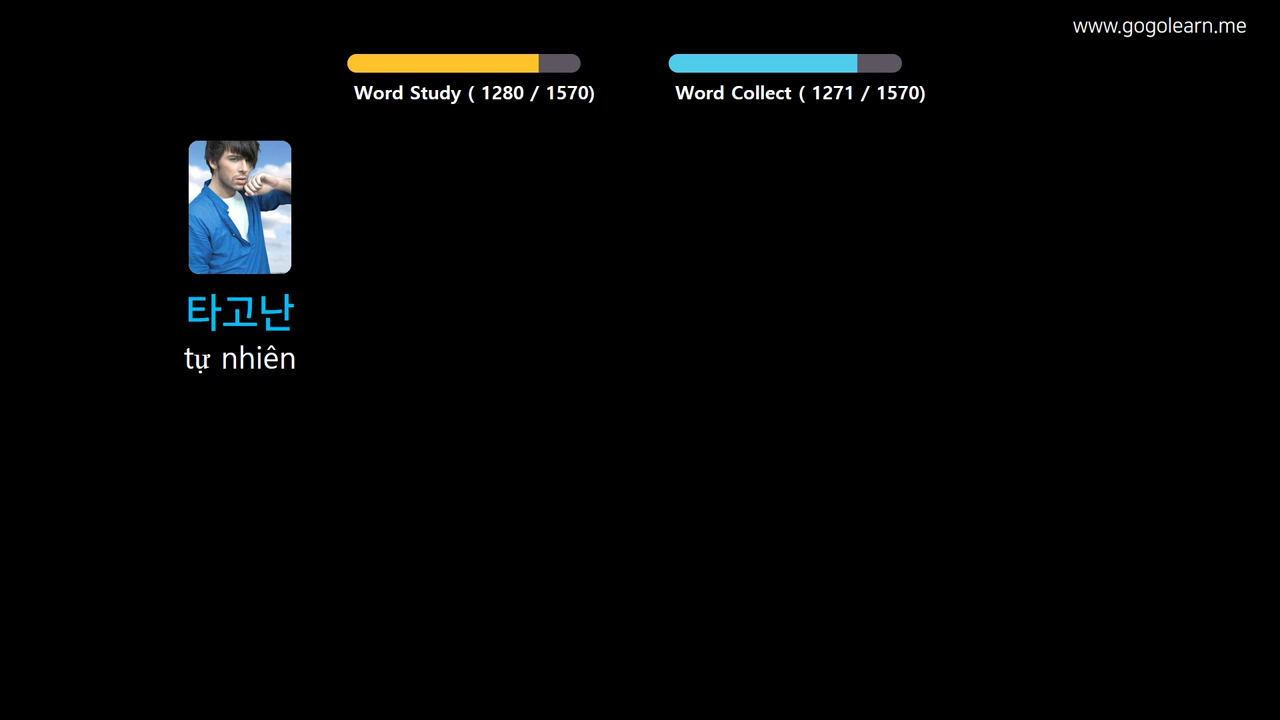 www.gogolearn.me
Word Study ( 1280 / 1570)
Word Collect ( 1271 / 1570)
타고난
tự nhiên